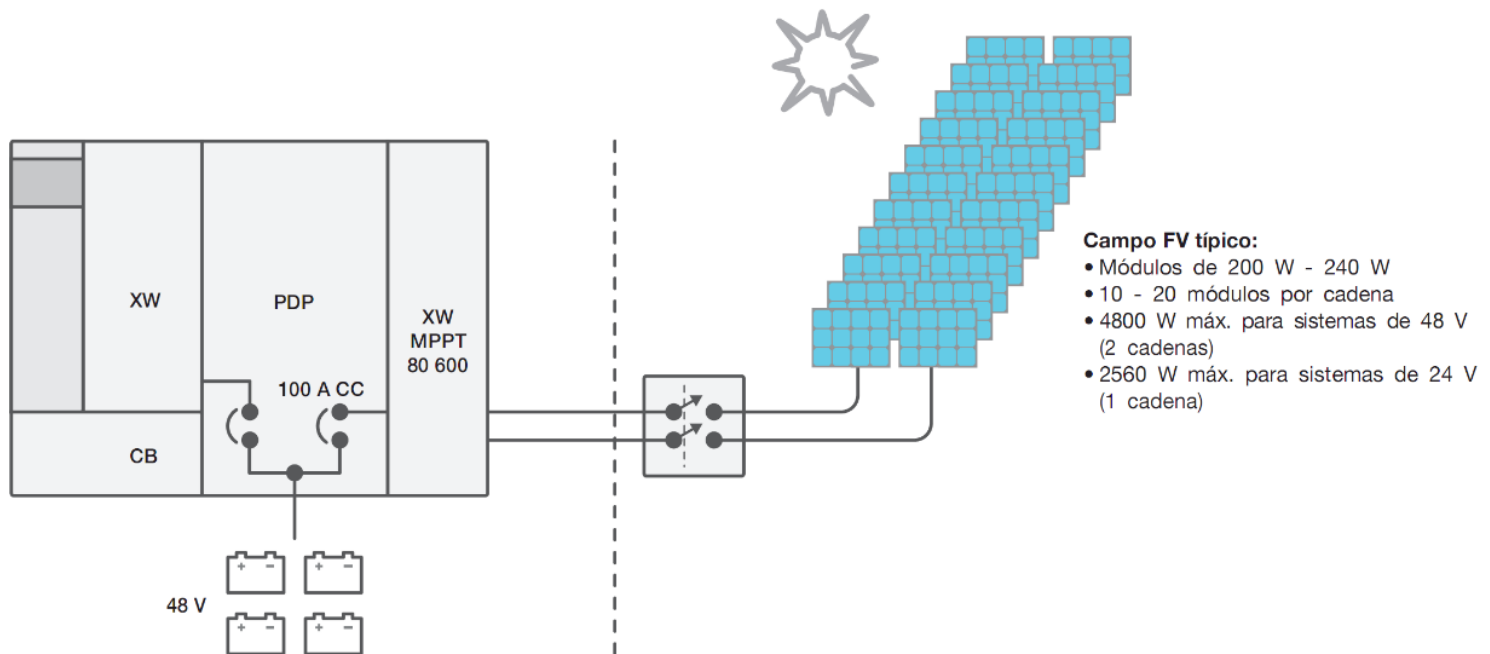 XW
PDP
XW
MPPT
80 600
100 A CC
CB
48 V
+ -
+ -
+ -
+ -
Campo FV típico:
• Módulos de 200 W - 240 W
• 10 - 20 módulos por cadena
• 4800 W máx. para sistemas de 48 V
(2 cadenas)
• 2560 W máx. para sistemas de 24 V
(1 cadena)